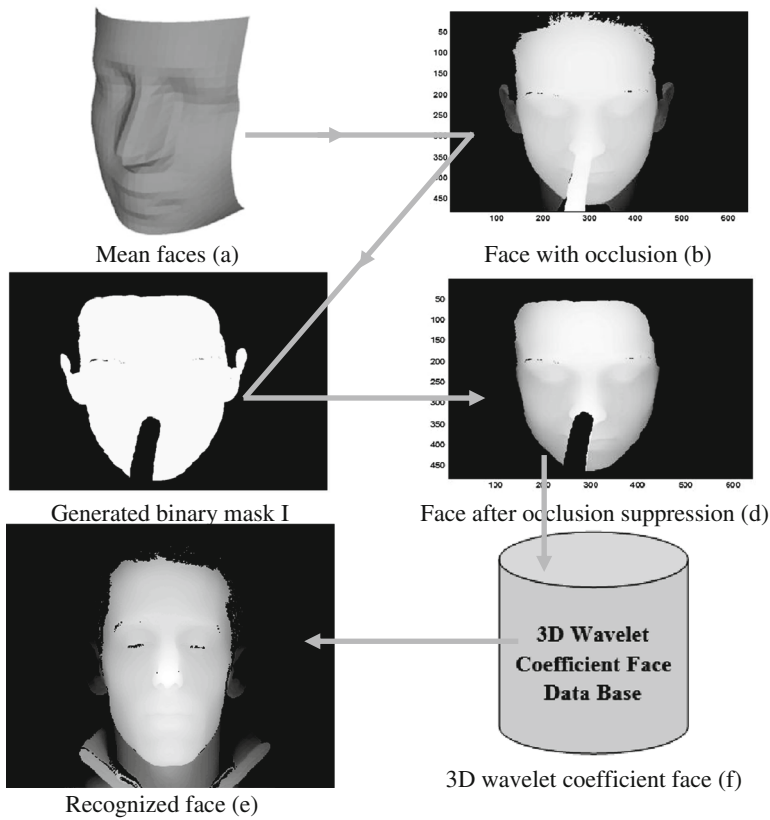 50
100
150
200
250
300
350
400
450
100 200 300 400 500 600
Mean faces (a)
Face with occlusion (b)
50
100
150
200
250
300
350
400
450
100 200 300 400 500 600
Generated binary mask I
Face after occlusion suppression (d)
3D Wavelet
Coefficient Face
Data Base
3D wavelet coefficient face (f)
Recognized face (e)